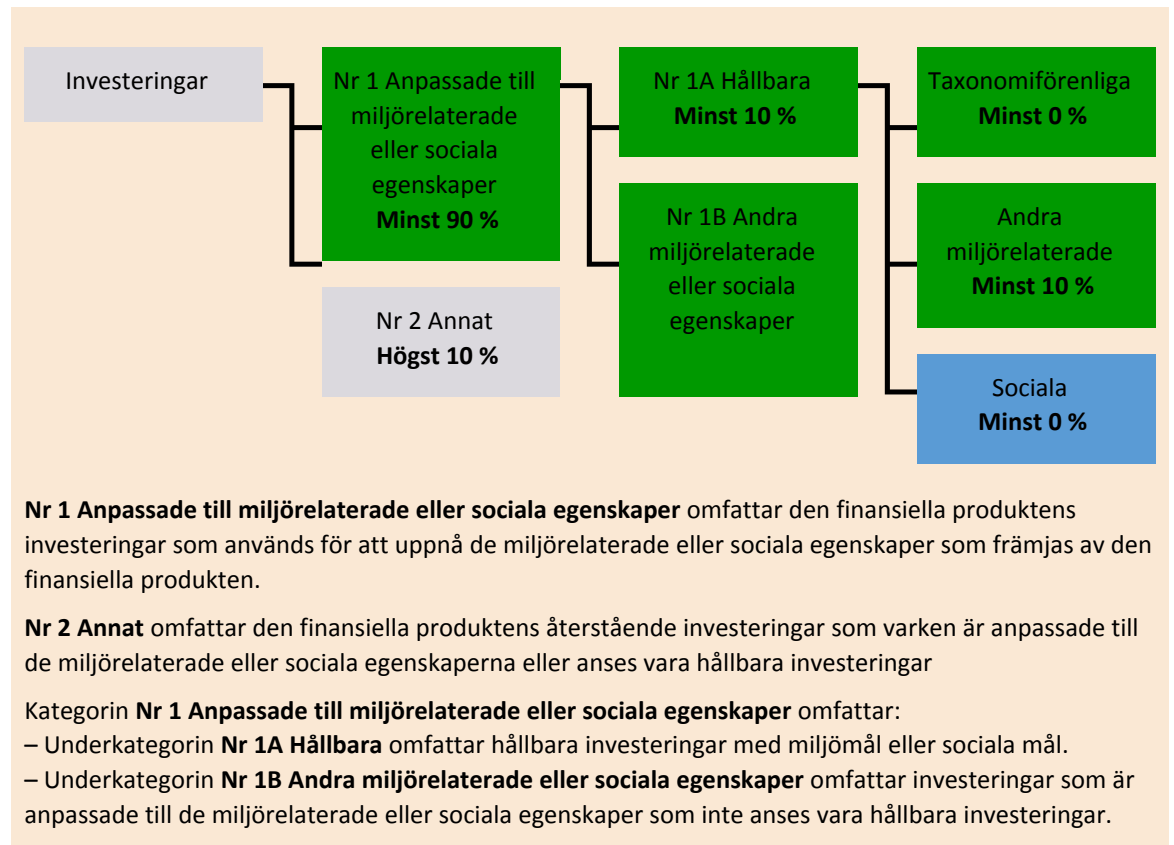 Investeringar
Nr 1 Anpassade till
miljörelaterade
eller sociala
egenskaper
Minst 90 %
Nr 2 Annat
Högst 10 %
Nr 1A Hållbara
Minst 10 %
Nr 1B Andra
miljörelaterade
eller sociala
egenskaper
Taxonomiförenliga
Minst 0 %
Andra
miljörelaterade
Minst 10 %
Sociala
Minst 0 %
Nr 1 Anpassade till miljörelaterade eller sociala egenskaper omfattar den finansiella produktens
investeringar som används för att uppnå de miljörelaterade eller sociala egenskaper som främjas av den
finansiella produkten.
Nr 2 Annat omfattar den finansiella produktens återstående investeringar som varken är anpassade till
de miljörelaterade eller sociala egenskaperna eller anses vara hållbara investeringar
Kategorin Nr 1 Anpassade till miljörelaterade eller sociala egenskaper omfattar:
– Underkategorin Nr 1A Hållbara omfattar hållbara investeringar med miljömål eller sociala mål.
– Underkategorin Nr 1B Andra miljörelaterade eller sociala egenskaper omfattar investeringar som är
anpassade till de miljörelaterade eller sociala egenskaper som inte anses vara hållbara investeringar.